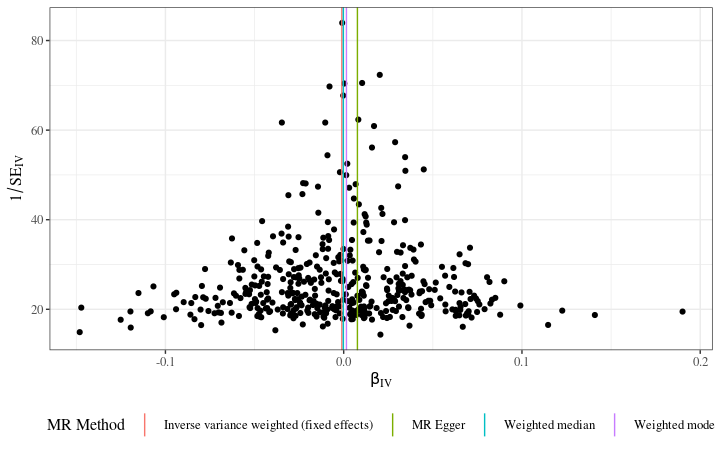 80
60
40
20
1/SE_IV
-0.1
0.0
0.1
0.2
β_IV
MR Method
Inverse variance weighted (fixed effects)
MR Egger
Weighted median
Weighted mode